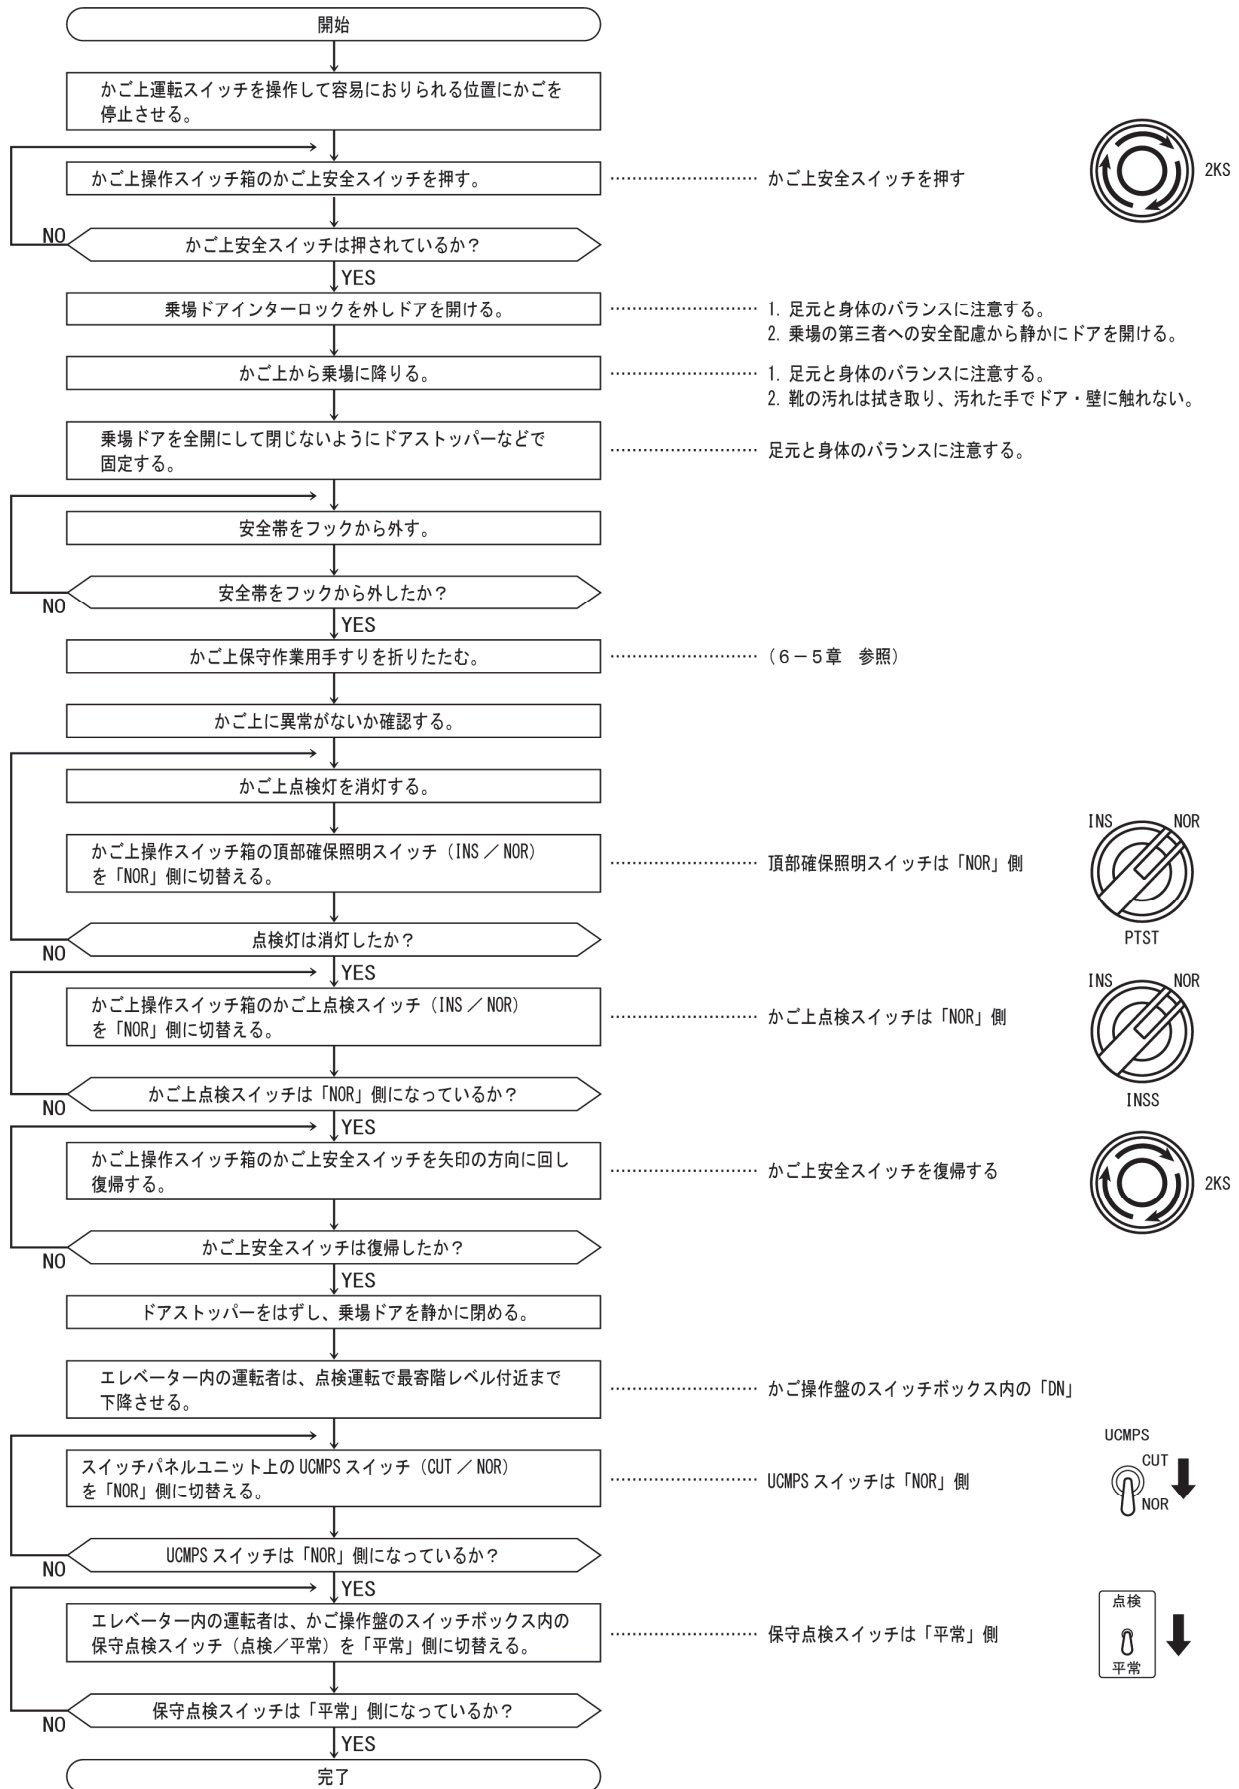 開始
かご上運転スイッチを操作して容易におりられる位置にかごを
停止させる。
かご上操作スイッチ箱のかご上安全スイッチを押す。
かご上安全スイッチを押す
2KS
かご上安全スイッチは押されているか?
NO
YES
乗場ドアインターロックを外しドアを開ける。
1. 足元と身体のバランスに注意する。
2. 乗場の第三者への安全配慮から静かにドアを開ける。
かご上から乗場に降りる。
1. 足元と身体のバランスに注意する。
2. 靴の汚れは拭き取り、汚れた手でドア・壁に触れない。
乗場ドアを全開にして閉じないようにドアストッパーなどで
固定する。
足元と身体のバランスに注意する。
安全帯をフックから外す。
安全帯をフックから外したか?
NO
YES
かご上保守作業用手すりを折りたたむ。
(6-5章 参照)
かご上に異常がないか確認する。
かご上点検灯を消灯する。
かご上操作スイッチ箱の頂部確保照明スイッチ(INS/NOR)
を「NOR」側に切替える。
頂部確保照明スイッチは「NOR」側
INS
NOR
PTST
点検灯は消灯したか?
NO
YES
かご上操作スイッチ箱のかご上点検スイッチ(INS/NOR)
を「NOR」側に切替える。
かご上点検スイッチは「NOR」側
INS
NOR
INSS
かご上点検スイッチは「NOR」側になっているか?
NO
YES
かご上操作スイッチ箱のかご上安全スイッチを矢印の方向に回し
復帰する。
かご上安全スイッチを復帰する
2KS
かご上安全スイッチは復帰したか?
NO
YES
ドアストッパーをはずし、乗場ドアを静かに閉める。
エレベーター内の運転者は、点検運転で最寄階レベル付近まで
下降させる。
かご操作盤のスイッチボックス内の「DN」
スイッチパネルユニット上のUCMPSスイッチ(CUT/NOR)
を「NOR」側に切替える。
UCMPSスイッチは「NOR」側
UCMPS
CUT
NOR
UCMPSスイッチは「NOR」側になっているか?
NO
YES
エレベーター内の運転者は、かご操作盤のスイッチボックス内の
保守点検スイッチ(点検/平常)を「平常」側に切替える。
保守点検スイッチは「平常」側
点検
平常
保守点検スイッチは「平常」側になっているか?
NO
YES
完了